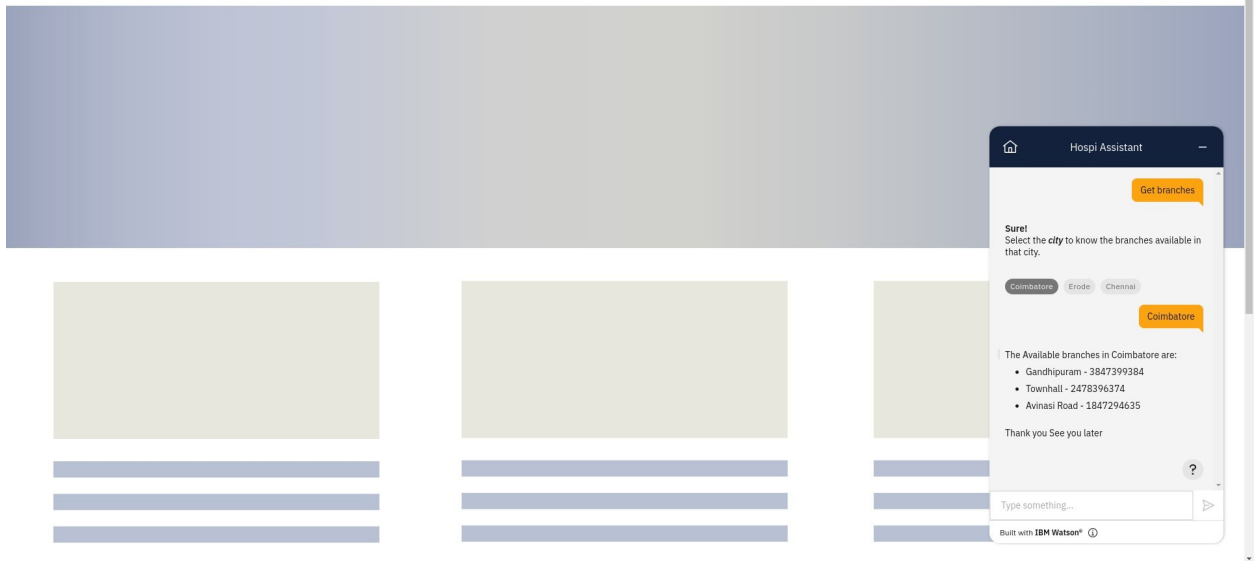 Hospi Assistant
Get branches
Sure!
Select the city to know the branches available in
that city.
Coimbatore Erode Chennai
Coimbatore
The Available branches in Coimbatore are:
• Gandhipuram - 3847399384
• Townhall - 2478396374
• Avinasi Road - 1847294635
Thank you See you later
?
Type something...
Built with IBM Watson®